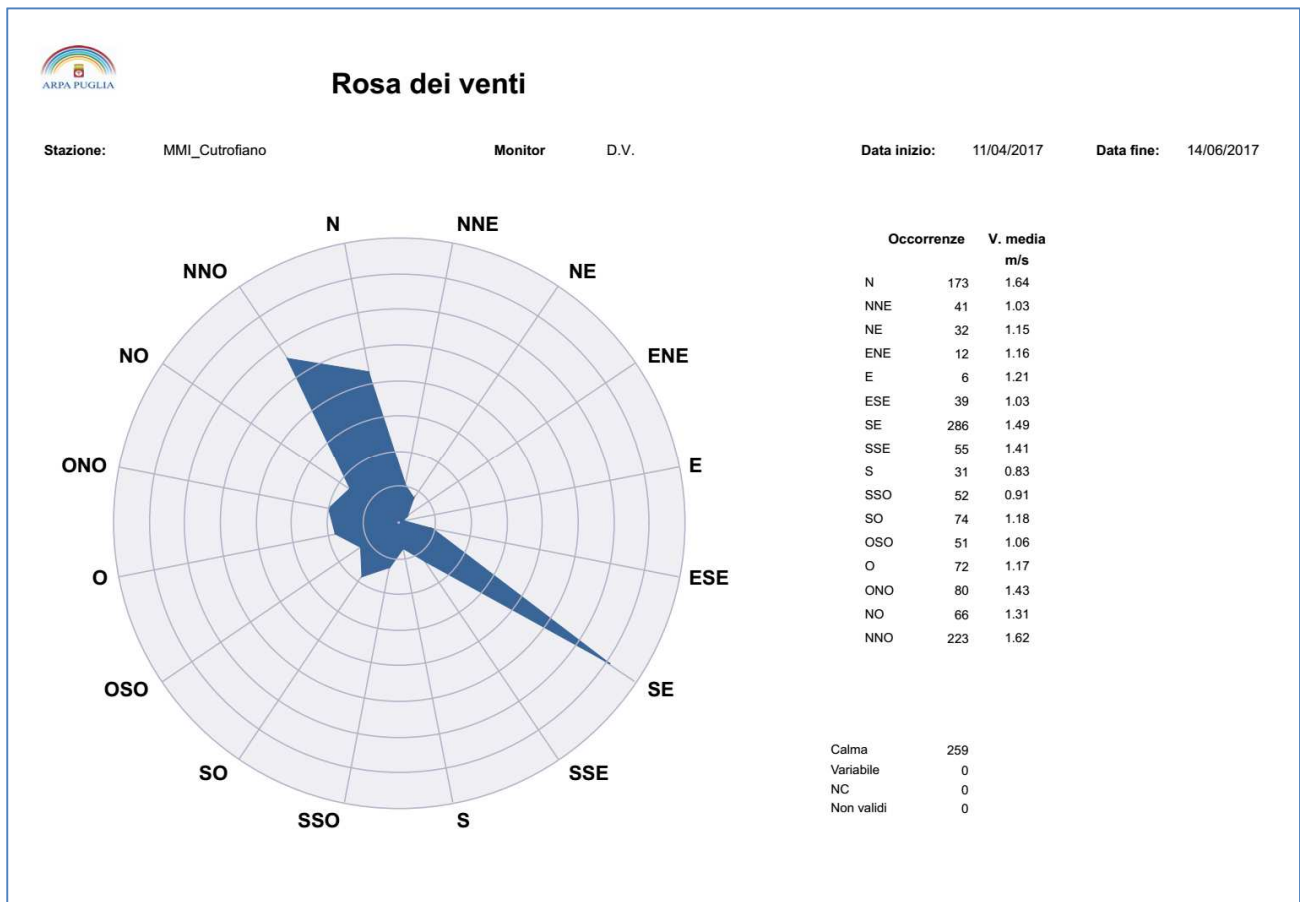 ARPA PUGLIA
Rosa dei venti
Stazione: MMI_Cutrofiano Monitor D.V. Data inizio: 11/04/2017 Data fine: 14/06/2017
N NNE
NNO NE
NO ENE
ONO E
O ESE
OSO SE
SO SSE
SSO S
Occorrenze V. media
m/s
N 173 1.64
NNE 41 1.03
NE 32 1.15
ENE 12 1.16
E 6 1.21
ESE 39 1.03
SE 286 1.49
SSE 55 1.41
S 31 0.83
SSO 52 0.91
SO 74 1.18
OSO 51 1.06
O 72 1.17
ONO 80 1.43
NO 66 1.31
NNO 223 1.62
Calma 259
Variabile 0
NC 0
Non validi 0